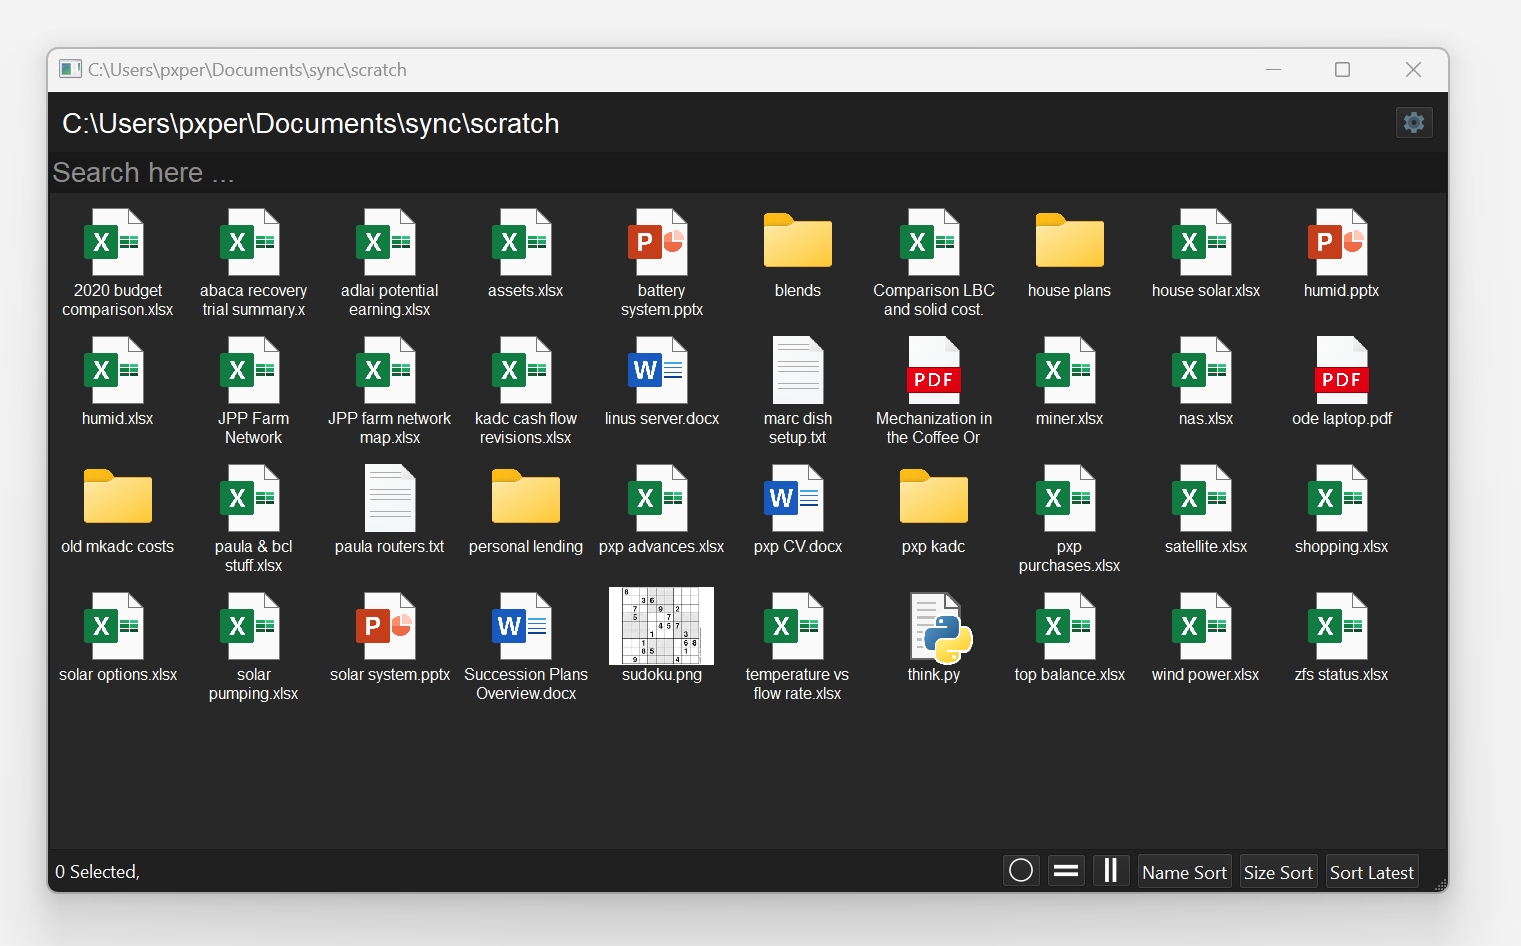 C:\Users\pxper\Documents\sync\scratch
C:\Users\pxper\Documents\sync\scratch
Search here ...
2020 budget
comparison.xlsx
abaca recovery
trial summary.x
adlai potential
earning.xlsx
assets.xlsx
battery
system.pptx
blends
Comparison LBC
and solid cost.
house plans
house solar.xlsx
humid.pptx
humid.xlsx
JPP Farm
Network
JPP farm network
map.xlsx
kadc cash flow
revisions.xlsx
linus server.docx
marc dish
setup.txt
PDF
Mechanization in
the Coffee Or
miner.xlsx
nas.xlsx
PDF
ode laptop.pdf
old mkadc costs
paula & bcl
stuff.xlsx
paula routers.txt
personal lending
pxp advances.xlsx
pxp CV.docx
pxp kadc
pxp
purchases.xlsx
satellite.xlsx
shopping.xlsx
solar options.xlsx
solar
pumping.xlsx
solar system.pptx
Succession Plans
Overview.docx
sudoku.png
temperature vs
flow rate.xlsx
think.py
top balance.xlsx
wind power.xlsx
zfs status.xlsx
0 Selected,
Name Sort
Size Sort
Sort Latest